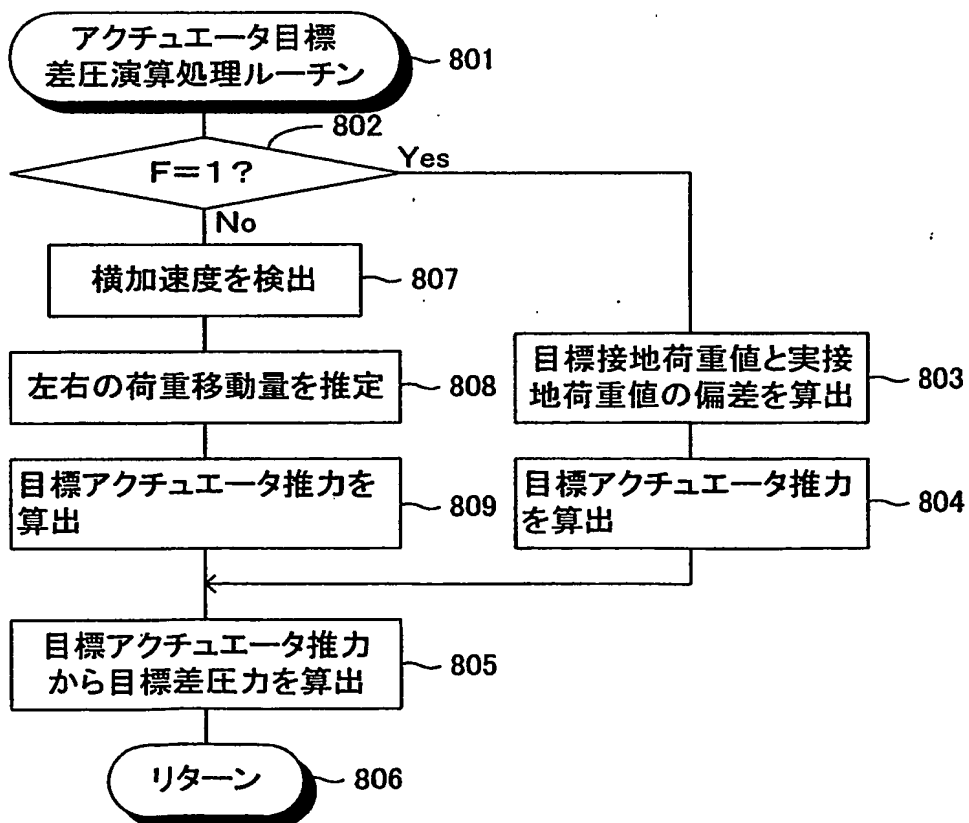 アクチュエータ目標
差圧演算処理ルーチン
801
802
F=1?
Yes
No
横加速度を検出
807
左右の荷重移動量を推定
808
目標アクチュエータ推力を
算出
809
目標接地荷重値と実接
地荷重値の偏差を算出
803
目標アクチュエータ推力
を算出
804
目標アクチュエータ推力
から目標差圧力を算出
805
リターン
806